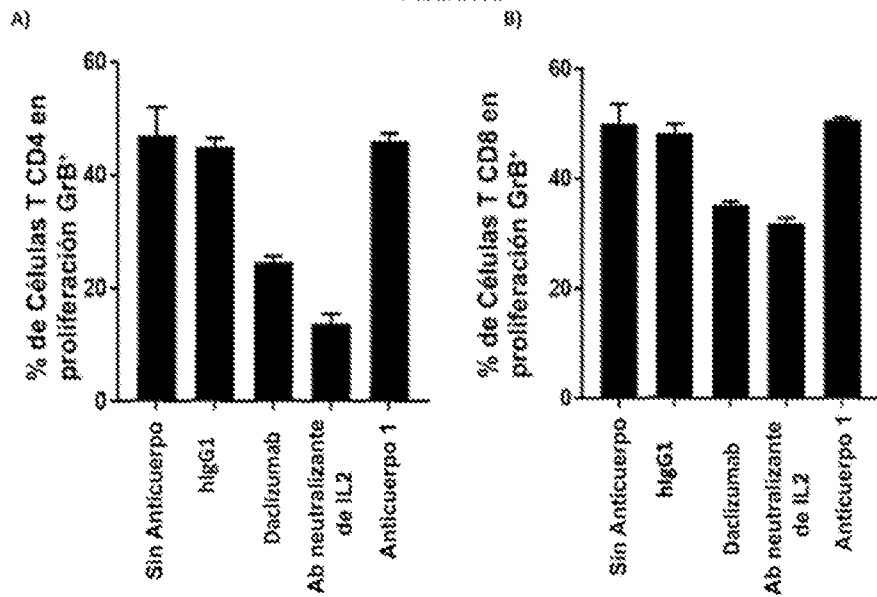 A)
% de Células T CD4 en
proliferación GrB⁺
60
40
20
0
Sin Anticuerpo
hIgG1
Daclizumab
Ab neutralizante
de IL2
Anticuerpo 1
B)
% de Células T CD8 en
proliferación GrB⁺
60
40
20
0
Sin Anticuerpo
hIgG1
Daclizumab
Ab neutralizante
de IL2
Anticuerpo 1